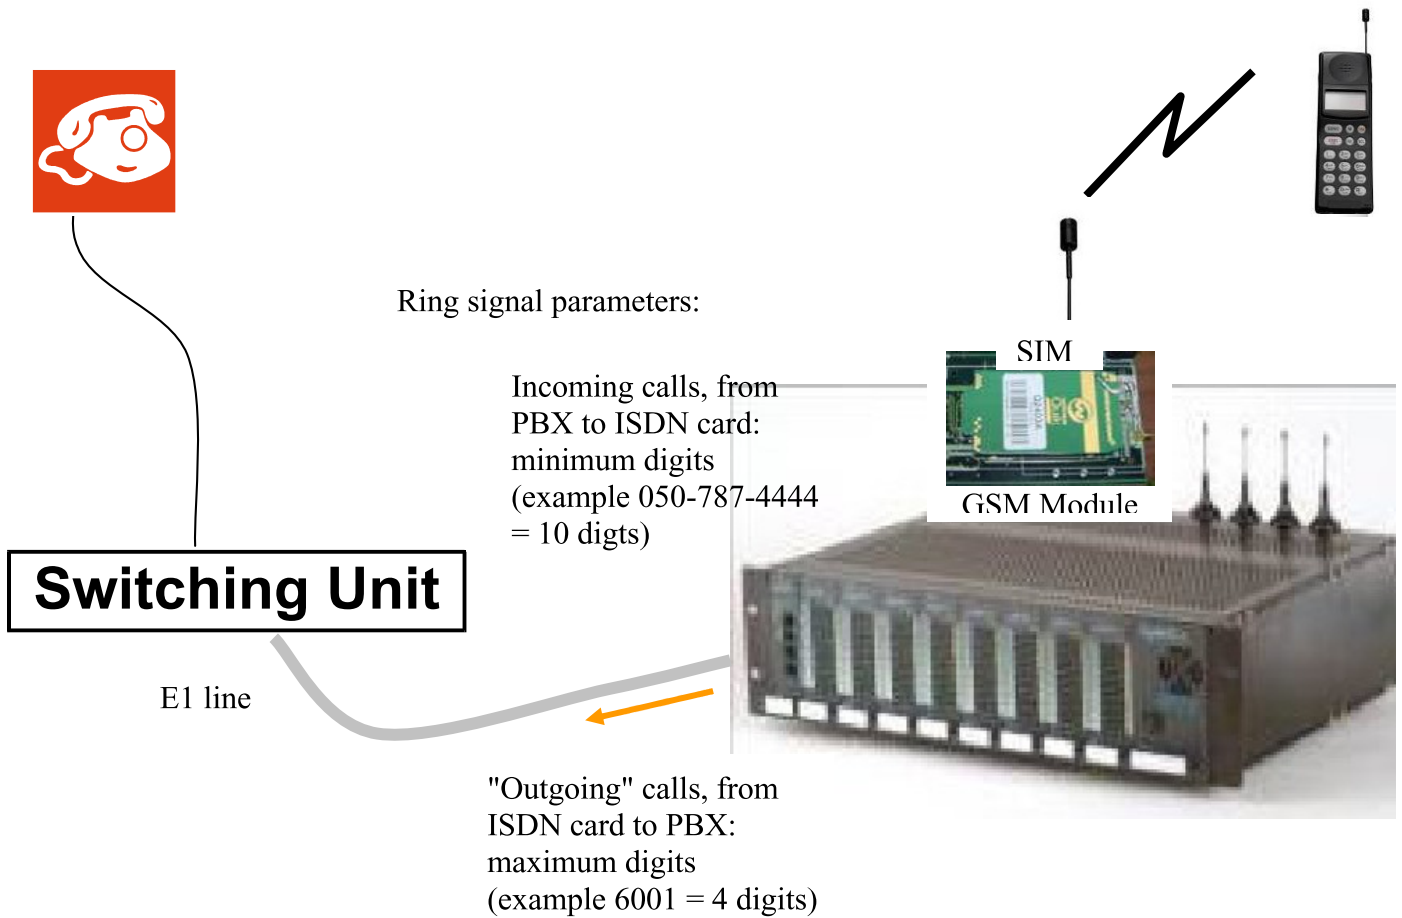 Ring signal parameters:
SIM
Incoming calls, from
PBX to ISDN card:
minimum digits
(example 050-787-4444
= 10 digts)
GSM Module
Switching Unit
E1 line
"Outgoing" calls, from
ISDN card to PBX:
maximum digits
(example 6001 = 4 digits)